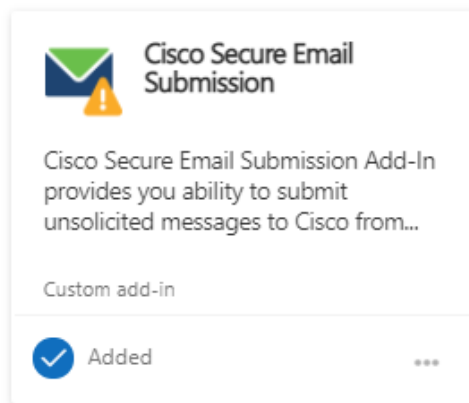 Cisco Secure Email
Submission
Cisco Secure Email Submission Add-In
provides you ability to submit
unsolicited messages to Cisco from...
Custom add-in
Added